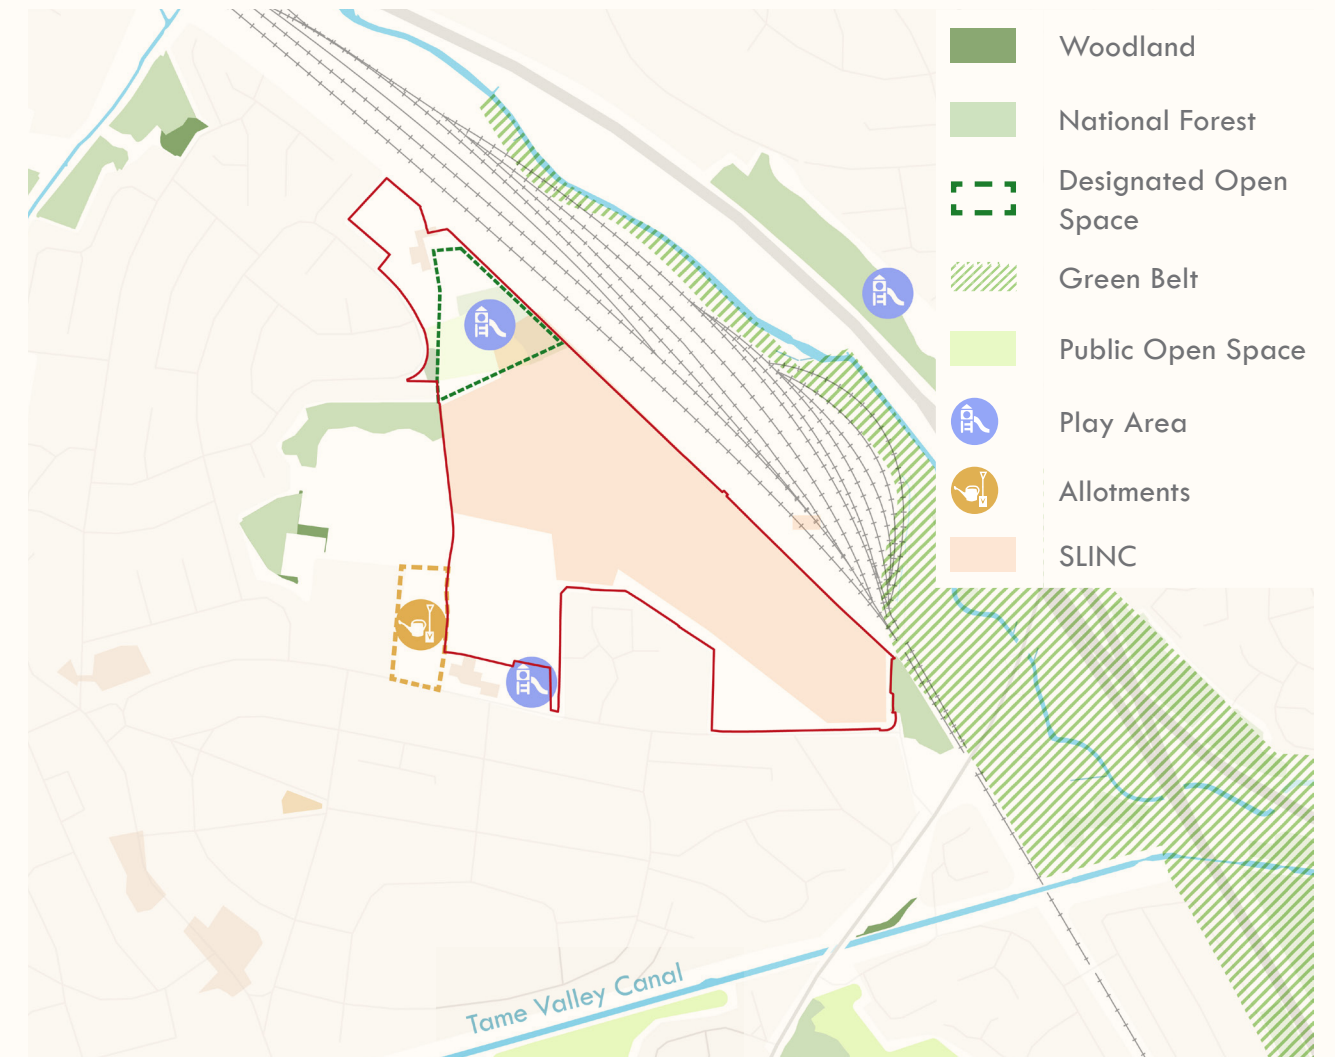 Woodland
National Forest
Designated Open
Space
Green Belt
Public Open Space
Play Area
Allotments
SLINC
Tame Valley Canal